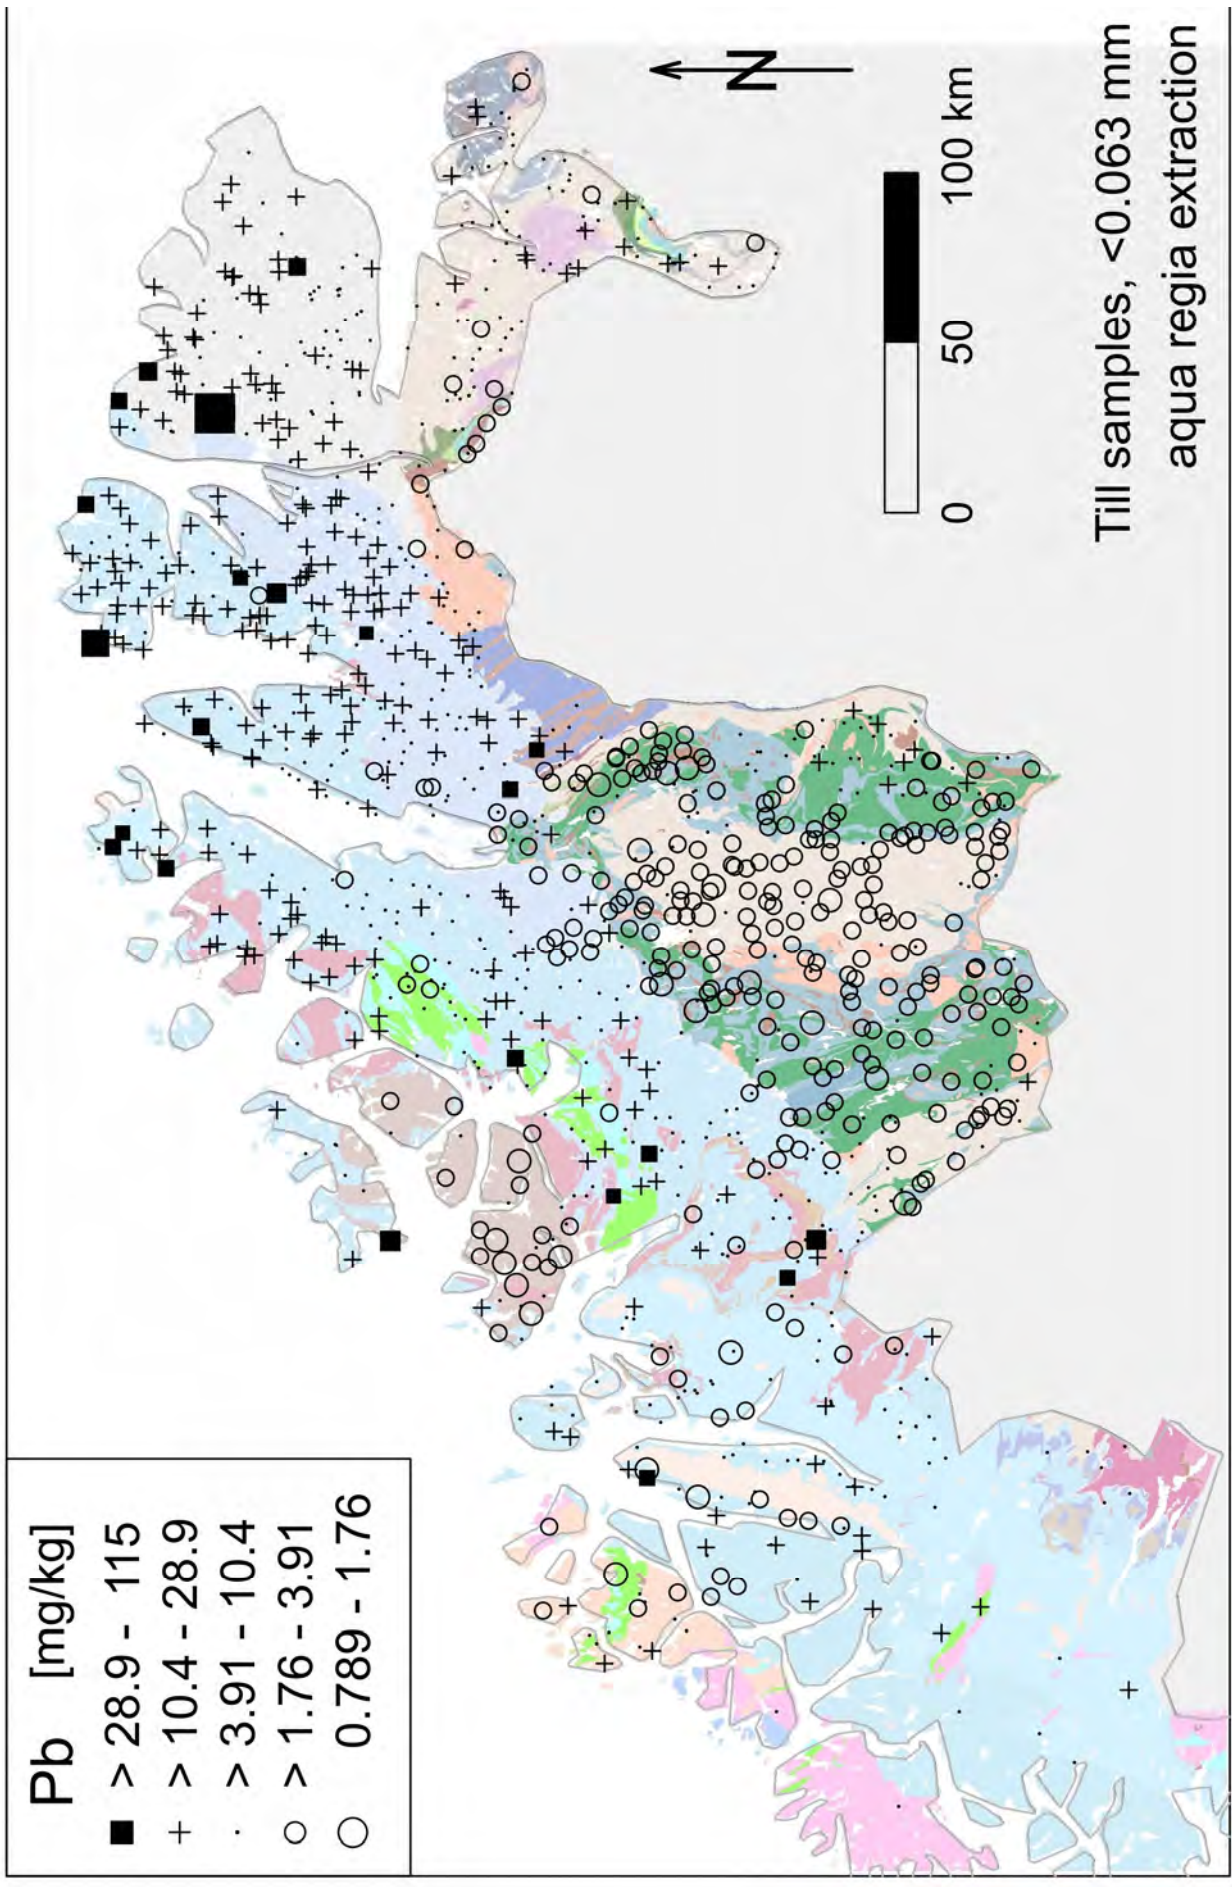 Pb [mg/kg]
> 28.9 - 115
> 10.4 - 28.9
> 3.91 - 10.4
> 1.76 - 3.91
0.789 - 1.76
N
0 50 100 km
Till samples, <0.063 mm
aqua regia extraction